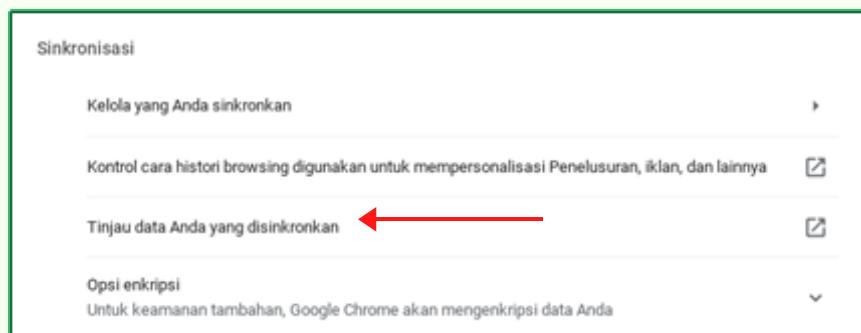 Sinkronisasi
Kelola yang Anda sinkronkan
Kontrol cara histori browsing digunakan untuk mempersonalisasi Penelusuran, iklan, dan lainnya
Tinjau data Anda yang disinkronkan
Opsi enkripsi
Untuk keamanan tambahan, Google Chrome akan mengenkripsi data Anda